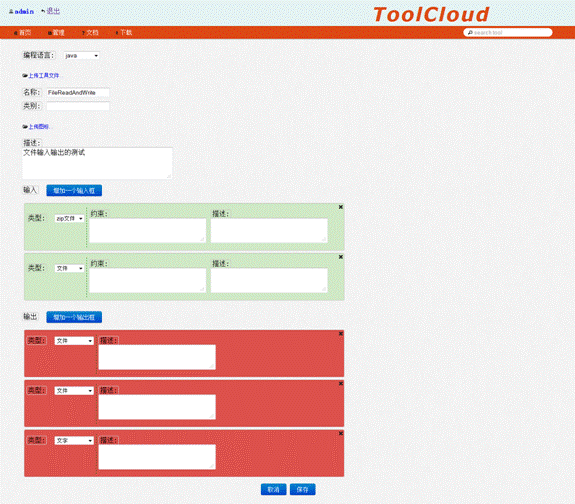 admin 退出
ToolCloud
首页 管理 文档 下载 search tool
编程语言: java
上传工具文件
名称: FileReadAndWrite
类别:
上传图标
描述:
文件输入输出的测试
输入 增加一个输入框
类型: zip文件 约束: 描述:
类型: 文件 约束: 描述:
输出 增加一个输出框
类型: 文件 描述:
类型: 文件 描述:
类型: 文字 描述:
取消 保存